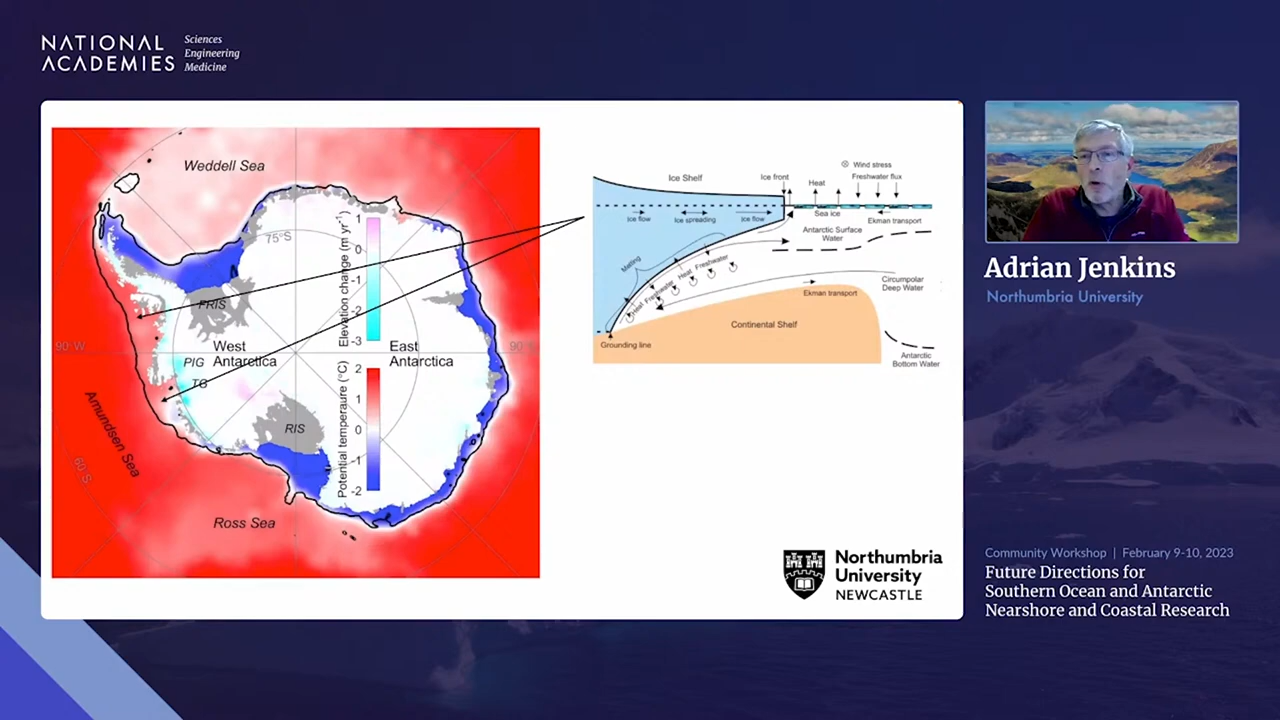 NATIONAL
ACADEMIES
Sciences
Engineering
Medicine
Weddell Sea
75°S
FRIS
90°W
West
Antarctica
PIG
TG
East
Antarctica
90°
Amundsen Sea
60°S
RIS
Ross Sea
Elevation change (m yr⁻¹)
1
0
-1
-2
-3
Potential temperaure (°C)
2
1
0
-1
-2
Ice Shelf
Ice front
Wind stress
Heat
Freshwater flux
Ice flow
Ice spreading
Ice flow
Sea ice
Ekman transport
Antarctic Surface
Water
Melting
Heat
Freshwater
Heat
Freshwater
Circumpolar
Deep Water
Ekman transport
Continental Shelf
Grounding line
Antarctic
Bottom Water
Northumbria
University
NEWCASTLE
Adrian Jenkins
Northumbria University
Community Workshop | February 9-10, 2023
Future Directions for
Southern Ocean and Antarctic
Nearshore and Coastal Research